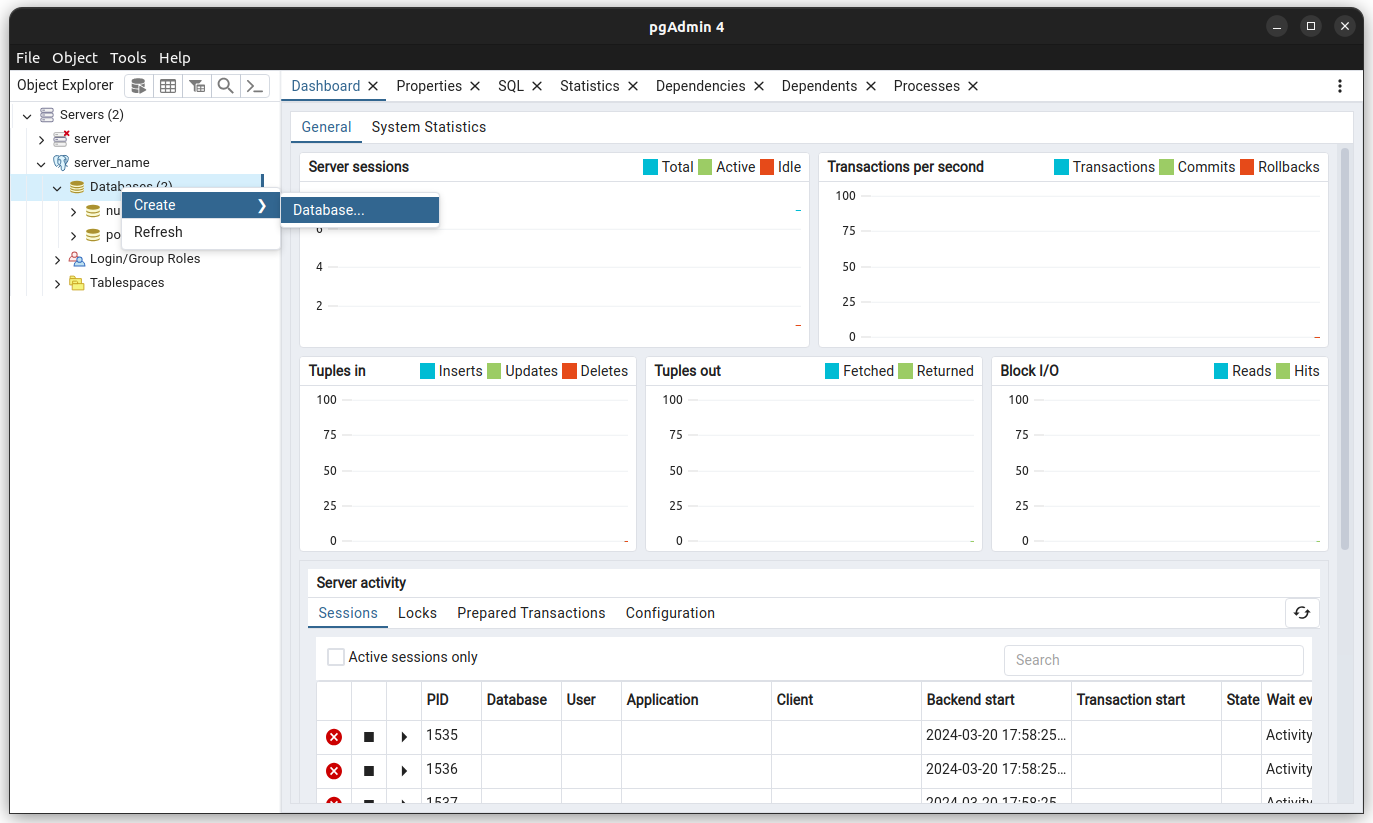 pgAdmin 4
File Object Tools Help
Object Explorer
Dashboard Properties SQL Statistics Dependencies Dependents Processes
Servers (2)
server
server_name
Databases (2)
nu
po
Login/Group Roles
Tablespaces
Create
Refresh
Database...
General System Statistics
Server sessions Total Active Idle
6
4
2
Transactions per second Transactions Commits Rollbacks
100
75
50
25
0
Tuples in Inserts Updates Deletes
100
75
50
25
0
Tuples out Fetched Returned
100
75
50
25
0
Block I/O Reads Hits
100
75
50
25
0
Server activity
Sessions Locks Prepared Transactions Configuration
Active sessions only Search
PID Database User Application Client Backend start Transaction start State Wait ev
1535 2024-03-20 17:58:25... Activity
1536 2024-03-20 17:58:25... Activity
1537 2024-03-20 17:58:25... Activity